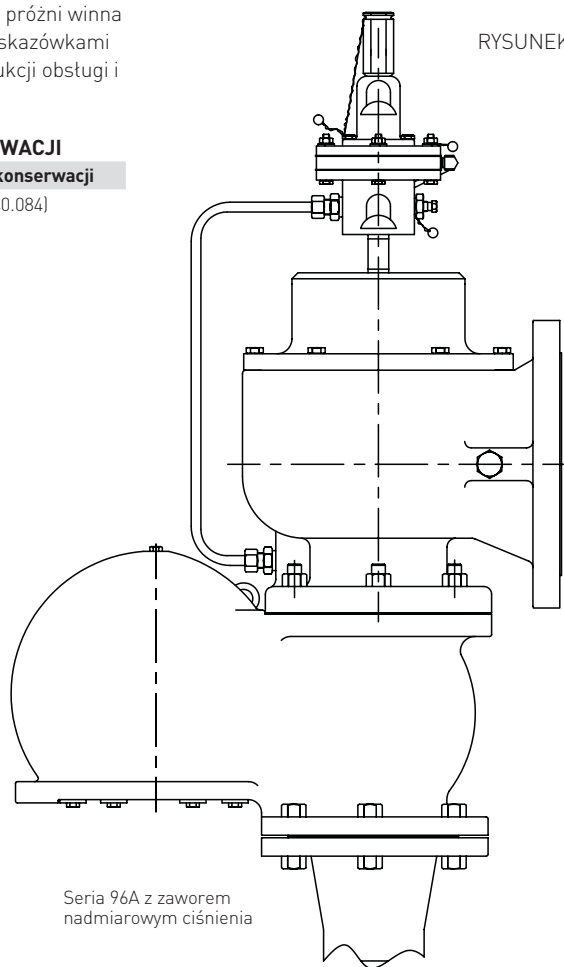 próżni winna
skazówkami
ukcji obsługi i
WACJI
konserwacji
0.084)
RYSUNEK
Seria 96A z zaworem
nadmiarowym ciśnienia